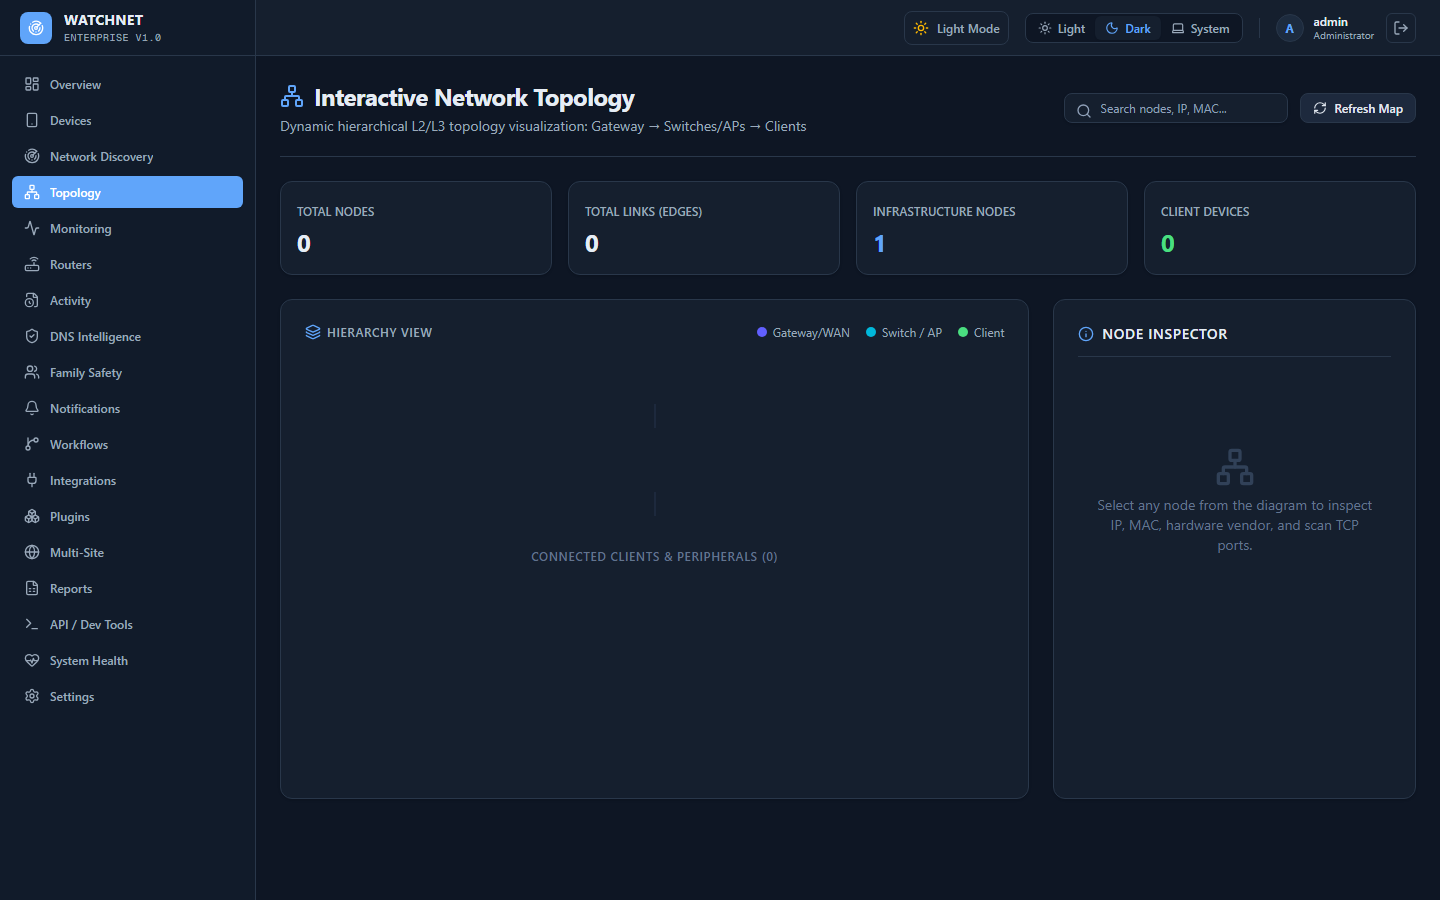 WATCHNET
ENTERPRISE V1.0
Light Mode
Light
Dark
System
A
admin
Administrator
Overview
Devices
Network Discovery
Topology
Monitoring
Routers
Activity
DNS Intelligence
Family Safety
Notifications
Workflows
Integrations
Plugins
Multi-Site
Reports
API / Dev Tools
System Health
Settings
Interactive Network Topology
Dynamic hierarchical L2/L3 topology visualization: Gateway → Switches/APs → Clients
Search nodes, IP, MAC...
Refresh Map
TOTAL NODES
0
TOTAL LINKS (EDGES)
0
INFRASTRUCTURE NODES
1
CLIENT DEVICES
0
HIERARCHY VIEW
Gateway/WAN
Switch / AP
Client
CONNECTED CLIENTS & PERIPHERALS (0)
NODE INSPECTOR
Select any node from the diagram to inspect
IP, MAC, hardware vendor, and scan TCP
ports.